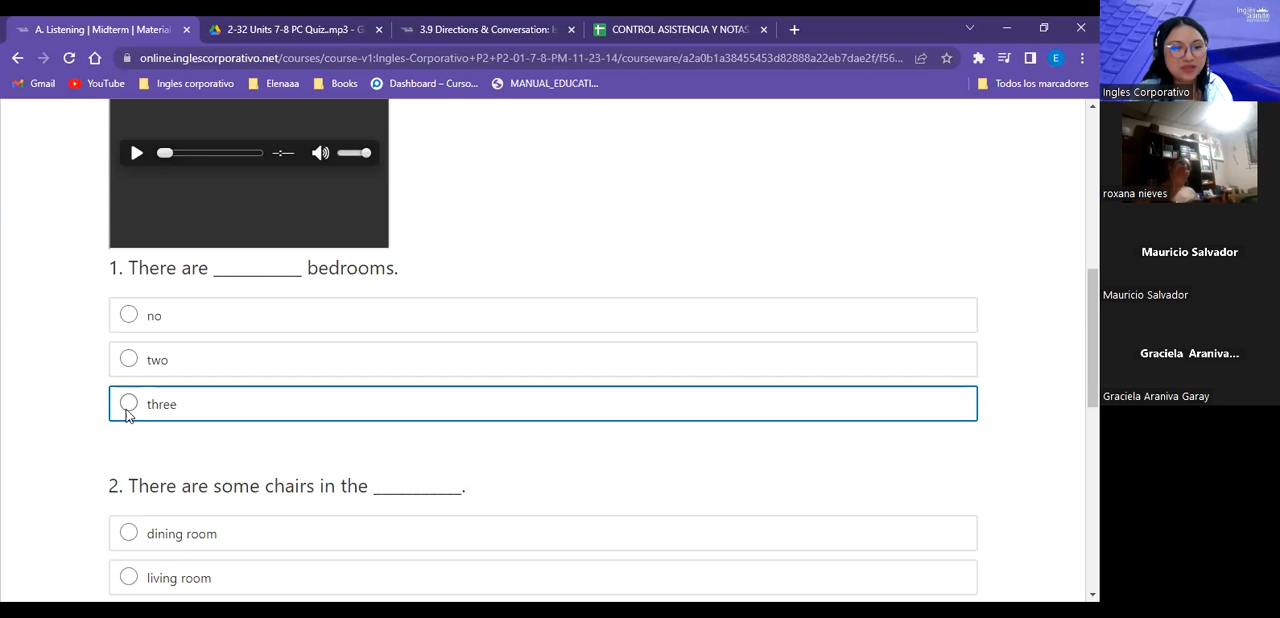 A. Listening | Midterm | Material
2-32 Units 7-8 PC Quiz..mp3 - G
3.9 Directions & Conversation: I
CONTROL ASISTENCIA Y NOTAS
online.inglescorporativo.net/courses/course-v1:Ingles-Corporativo+P2+P2-01-7-8-PM-11-23-14/courseware/a2a0b1a38455453d82888a22eb7dae2f/f56...
E
Gmail
YouTube
Ingles corporativo
Elenaaa
Books
Dashboard – Curso...
MANUAL_EDUCATI...
Todos los marcadores
Ingles Corporativo
roxana nieves
Mauricio Salvador
Mauricio Salvador
Graciela Araniva...
Graciela Araniva Garay
-:--
1. There are __________ bedrooms.
no
two
three
2. There are some chairs in the __________.
dining room
living room